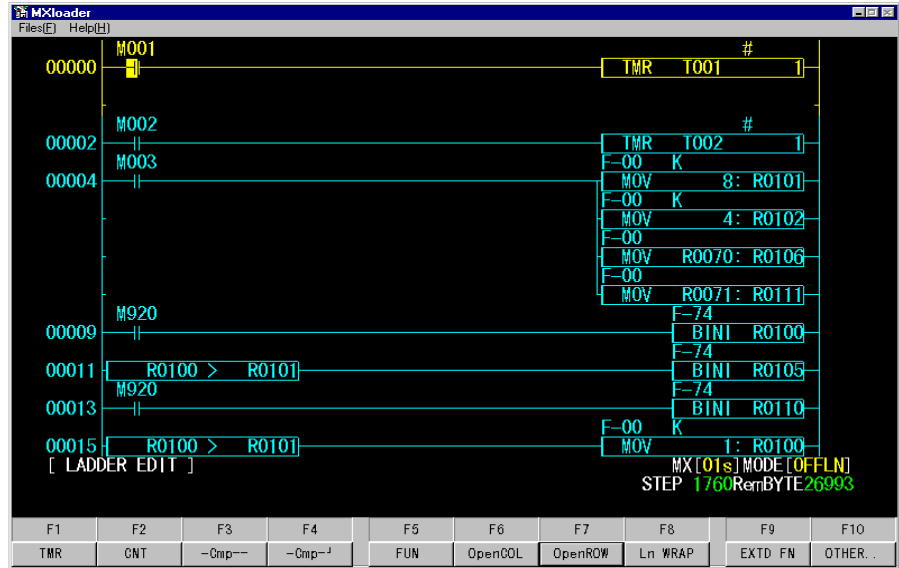 MXloader
Files(F) Help(H)
M001 #
00000 TMR T001 1
M002 #
00002 TMR T002 1
M003 F-00 K
00004 MOV 8: R0101
F-00 K
MOV 4: R0102
F-00
MOV R0070: R0106
F-00
MOV R0071: R0111
M920 F-74
00009 BINI R0100
F-74
00011 R0100 > R0101 BINI R0105
M920 F-74
00013 BINI R0110
F-00 K
00015 R0100 > R0101 MOV 1: R0100
[ LADDER EDIT ] MX[01s]MODE[OFFLN]
STEP 1760RemBYTE26993
F1 F2 F3 F4 F5 F6 F7 F8 F9 F10
TMR CNT -Cmp-- -Cmp-┘ FUN OpenCOL OpenROW Ln WRAP EXTD FN OTHER..